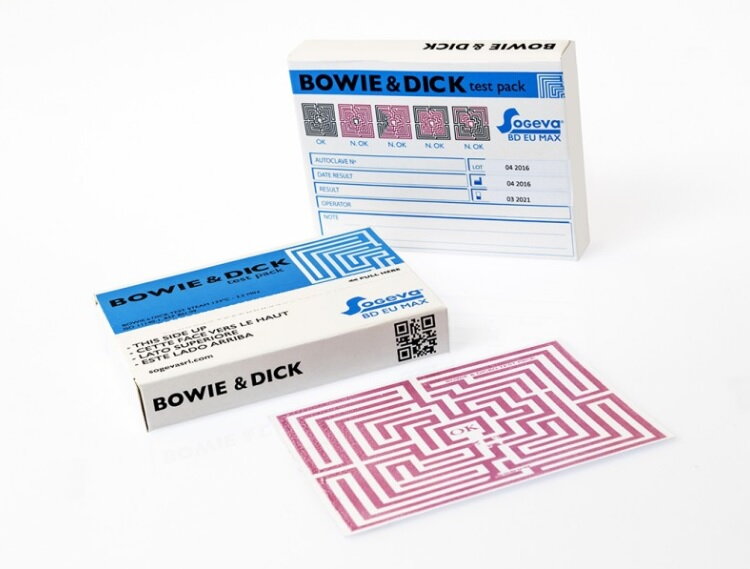 BOWIE & DICK
BOWIE & DICK test pack
OK
N. OK
N. OK
N. OK
N. OK
Sogeva®
BD EU MAX
AUTOCLAVE N°
LOT
04 2016
DATE RESULT
04 2016
RESULT
03 2021
OPERATOR
NOTE
BOWIE & DICK
test pack
<< PULL HERE
Sogeva®
BD EU MAX
- THIS SIDE UP
- CETTE FACE VERS LE HAUT
- LATO SUPERIORE
- ESTE LADO ARRIBA
sogevasrl.com
BOWIE & DICK
OK